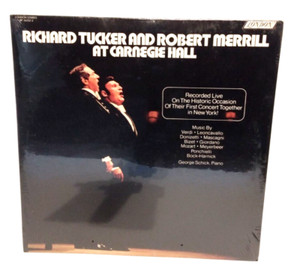 LONDON
RICHARD TUCKER AND ROBERT MERRILL
AT CARNEGIE HALL
Recorded Live
On The Historic Occasion
Of Their First Concert Together
in New York!
Music By
Verdi • Leoncavallo
Donizetti • Mascagni
Bizet • Giordano
Mozart • Meyerbeer
Ponchielli
Bock-Harnick
George Schick, Piano